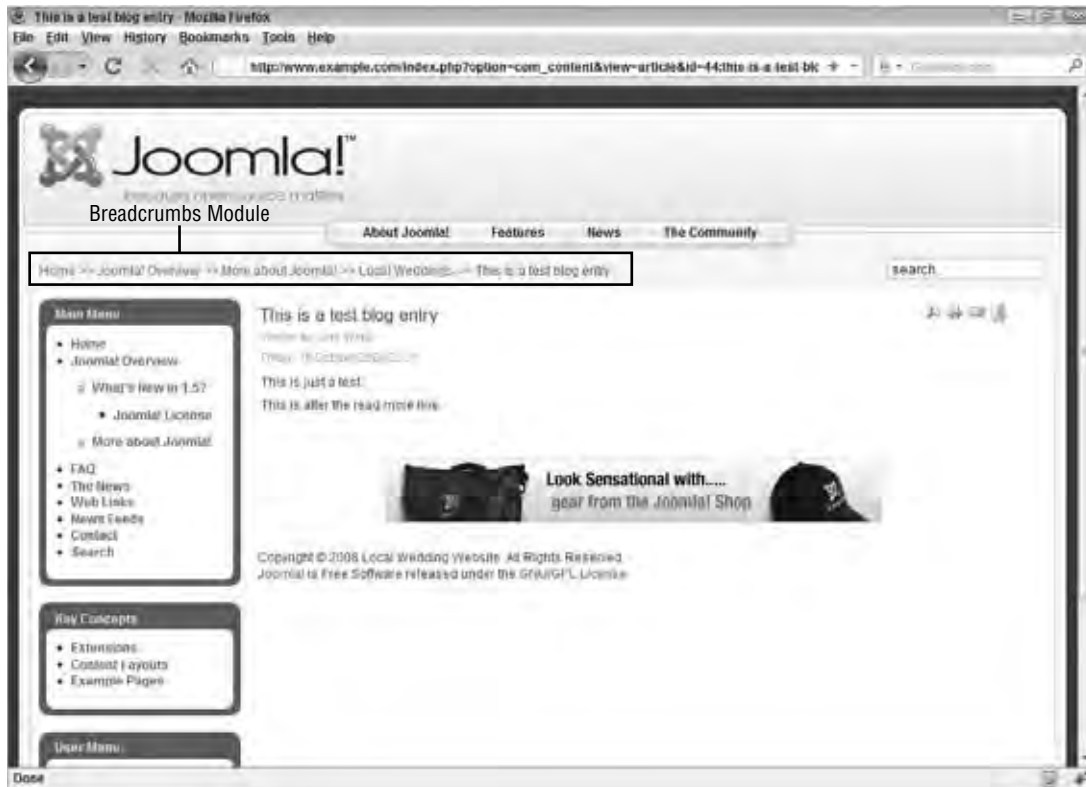 This is a test blog entry - Mozilla Firefox
File Edit View History Bookmarks Tools Help
http://www.example.com/index.php?option=com_content&view=article&id=44:this-is-a-test-bl
Joomla!™
because open source matters
Breadcrumbs Module
About Joomla! Features News The Community
Home >> Joomla! Overview >> More about Joomla! >> Local Weddings >> This is a test blog entry
search...
Main Menu
Home
Joomla! Overview
What's New in 1.5?
Joomla! License
More about Joomla!
FAQ
The News
Web Links
News Feeds
Contact
Search
This is a test blog entry
This is just a test.
This is after the read more line.
Look Sensational with.....
gear from the Joomla! Shop
Copyright © 2008 Local Wedding Website. All Rights Reserved.
Joomla! is Free Software released under the GNU/GPL License.
Key Concepts
Extensions
Content Layouts
Example Pages
User Menu
Done